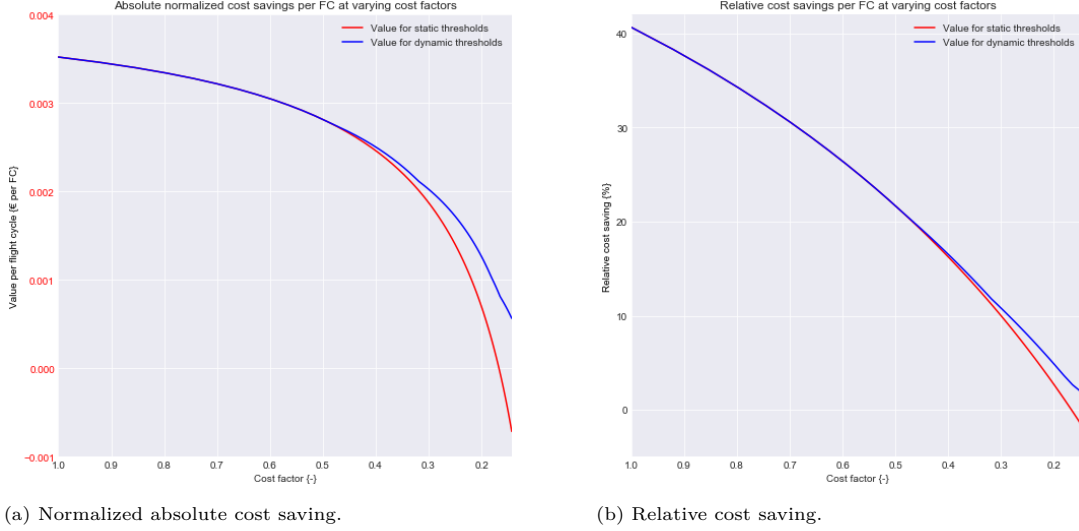 Absolute normalized cost savings per FC at varying cost factors
0.004
0.003
0.002
0.001
0.000
−0.001
Value per flight cycle {€ per FC}
Value for static thresholds
Value for dynamic thresholds
1.0 0.9 0.8 0.7 0.6 0.5 0.4 0.3 0.2
Cost factor {-}
(a) Normalized absolute cost saving.
Relative cost savings per FC at varying cost factors
40
30
20
10
0
Relative cost saving {%}
Value for static thresholds
Value for dynamic thresholds
1.0 0.9 0.8 0.7 0.6 0.5 0.4 0.3 0.2
Cost factor {-}
(b) Relative cost saving.